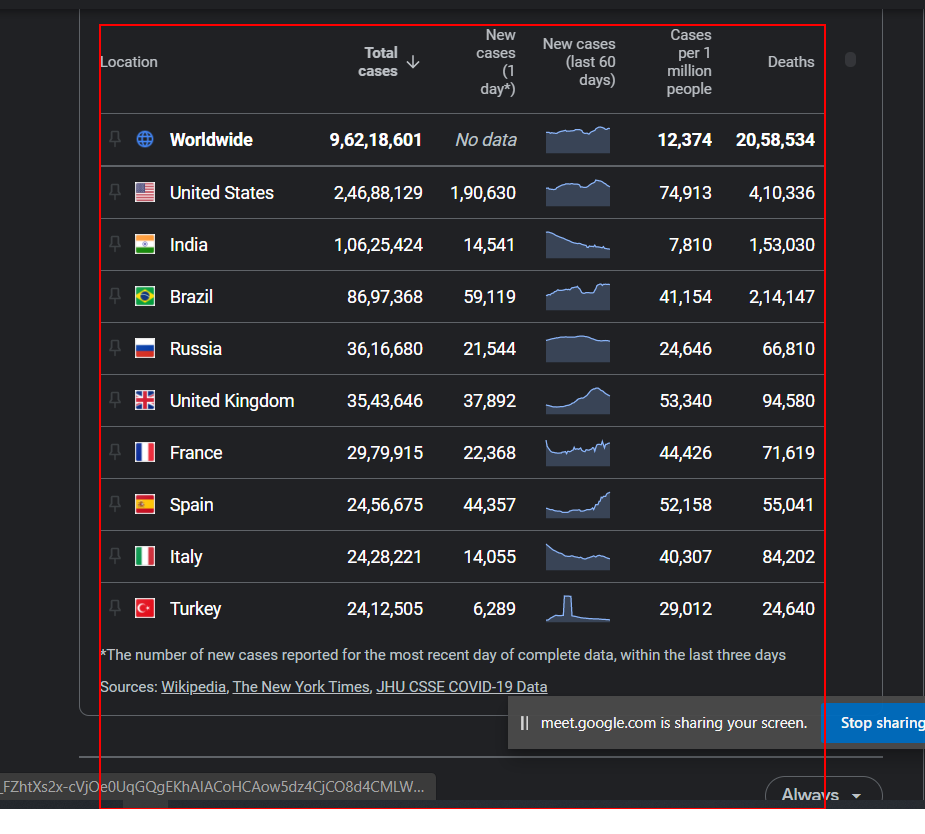 Location Total cases ↓ New cases (1 day*) New cases (last 60 days) Cases per 1 million people Deaths
Worldwide 9,62,18,601 No data 12,374 20,58,534
United States 2,46,88,129 1,90,630 74,913 4,10,336
India 1,06,25,424 14,541 7,810 1,53,030
Brazil 86,97,368 59,119 41,154 2,14,147
Russia 36,16,680 21,544 24,646 66,810
United Kingdom 35,43,646 37,892 53,340 94,580
France 29,79,915 22,368 44,426 71,619
Spain 24,56,675 44,357 52,158 55,041
Italy 24,28,221 14,055 40,307 84,202
Turkey 24,12,505 6,289 29,012 24,640
*The number of new cases reported for the most recent day of complete data, within the last three days
Sources: Wikipedia, The New York Times, JHU CSSE COVID-19 Data
meet.google.com is sharing your screen. Stop sharing
_FZhtXs2x-cVjOe0UqGQgEKhAIACoHCAow5dz4CjCO8d4CMLW...
Always